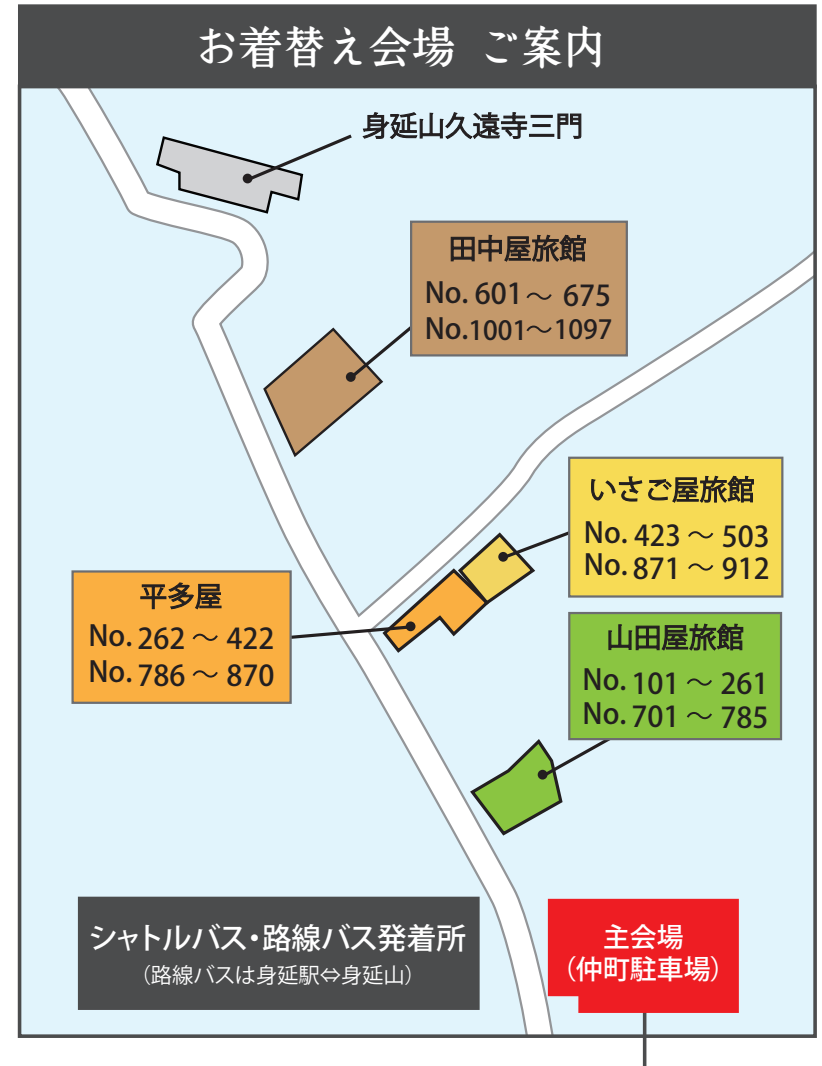 お着替え会場 ご案内
身延山久遠寺三門
田中屋旅館
No. 601～ 675
No.1001～1097
いさご屋旅館
No. 423 ～ 503
No. 871 ～ 912
平多屋
No. 262 ～ 422
No. 786 ～ 870
山田屋旅館
No. 101 ～ 261
No. 701 ～ 785
シャトルバス・路線バス発着所
（路線バスは身延駅⇔身延山）
主会場
（仲町駐車場）